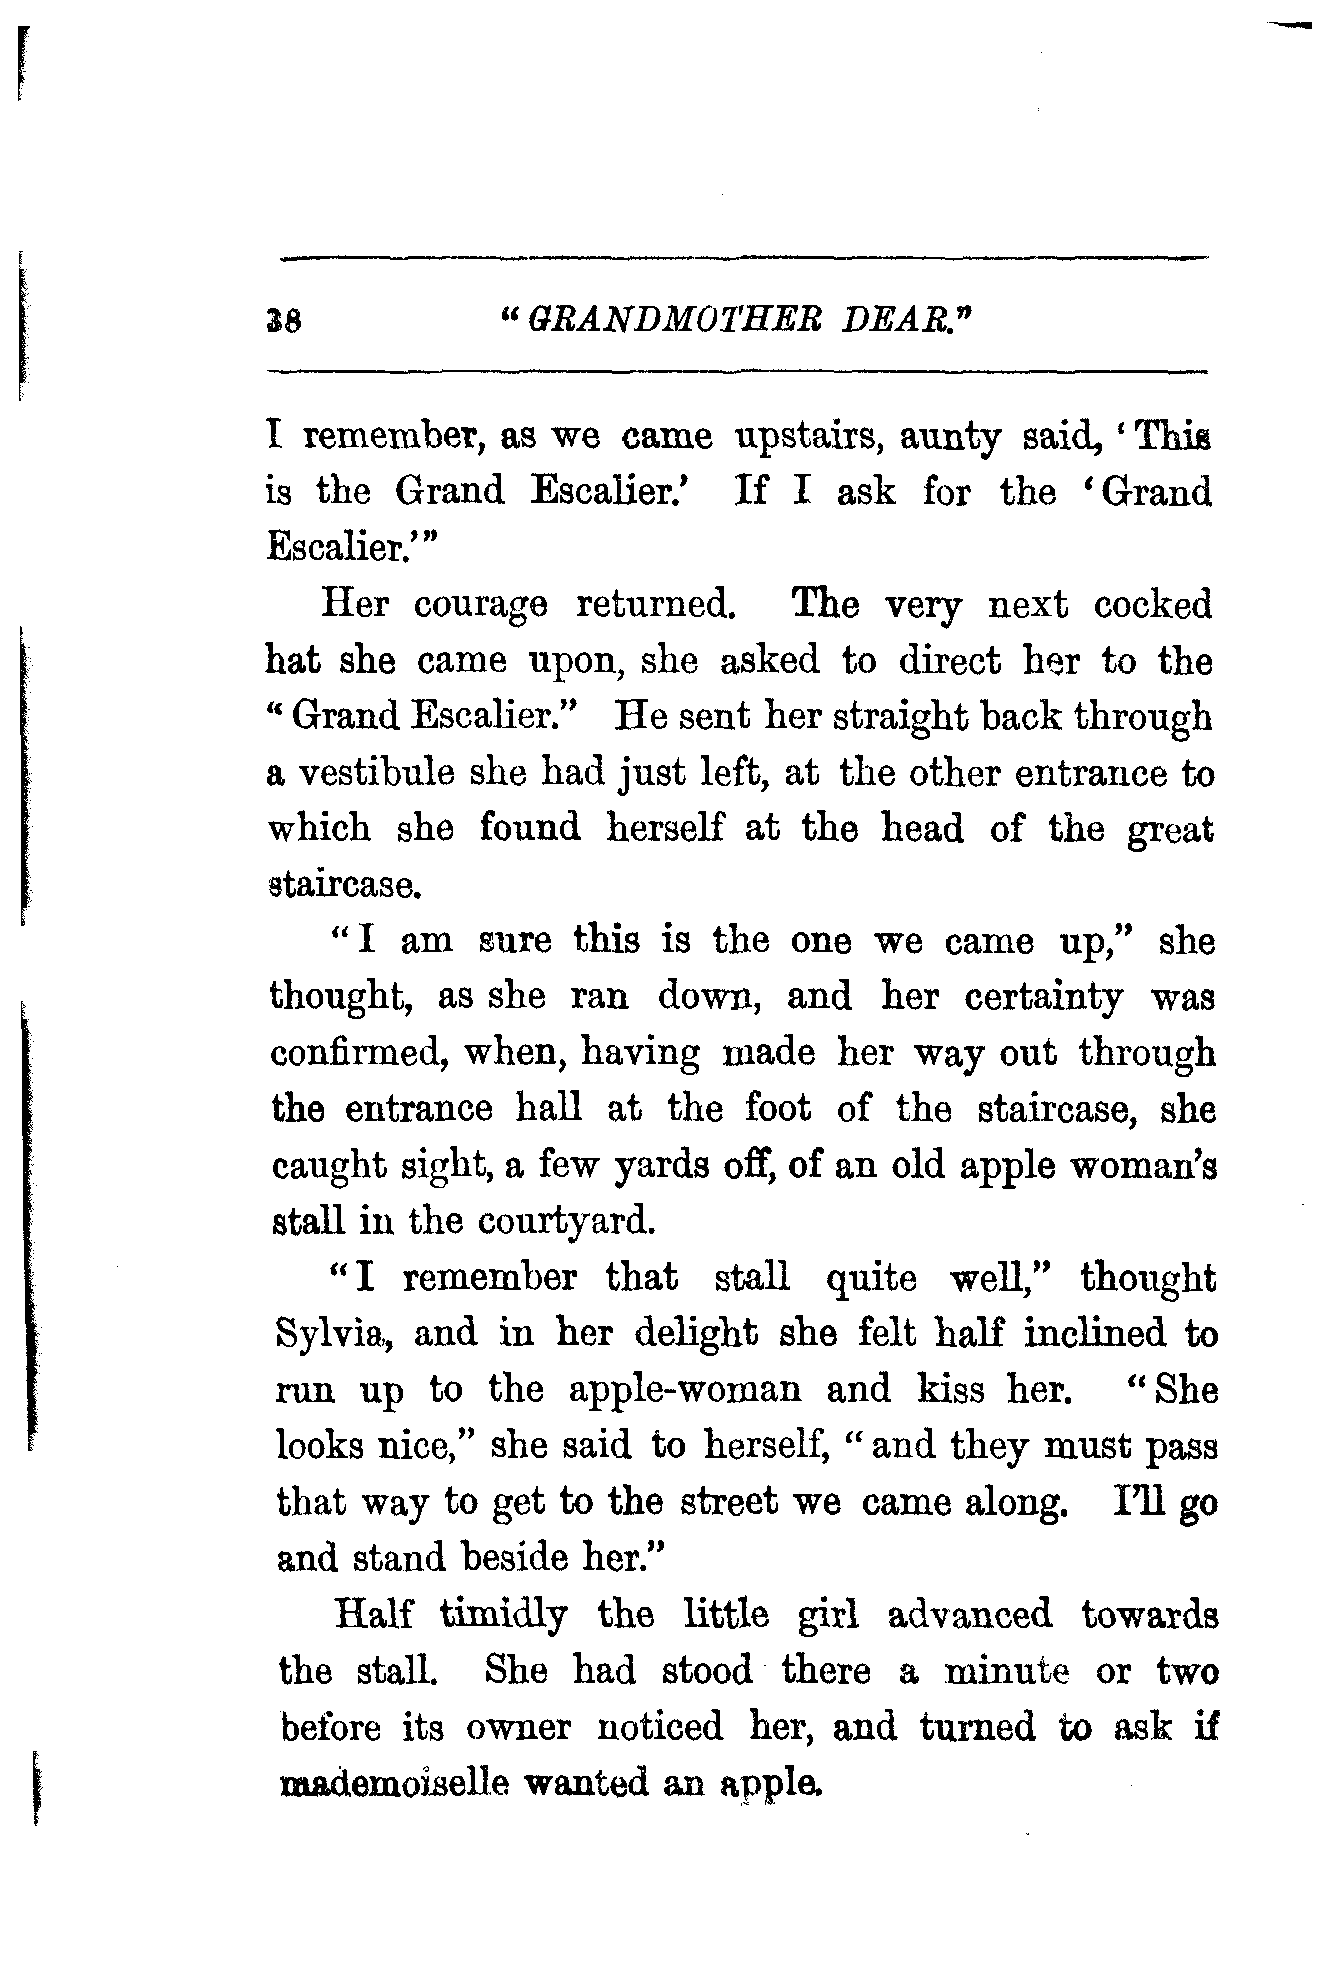 38 "GRANDMOTHER DEAR."
I remember, as we came upstairs, aunty said, 'This
is the Grand Escalier.' If I ask for the 'Grand
Escalier.'"
Her courage returned. The very next cocked
hat she came upon, she asked to direct her to the
"Grand Escalier." He sent her straight back through
a vestibule she had just left, at the other entrance to
which she found herself at the head of the great
staircase.
"I am sure this is the one we came up," she
thought, as she ran down, and her certainty was
confirmed, when, having made her way out through
the entrance hall at the foot of the staircase, she
caught sight, a few yards off, of an old apple woman's
stall in the courtyard.
"I remember that stall quite well," thought
Sylvia, and in her delight she felt half inclined to
run up to the apple-woman and kiss her. "She
looks nice," she said to herself, "and they must pass
that way to get to the street we came along. I'll go
and stand beside her."
Half timidly the little girl advanced towards
the stall. She had stood there a minute or two
before its owner noticed her, and turned to ask if
mademoiselle wanted an apple.